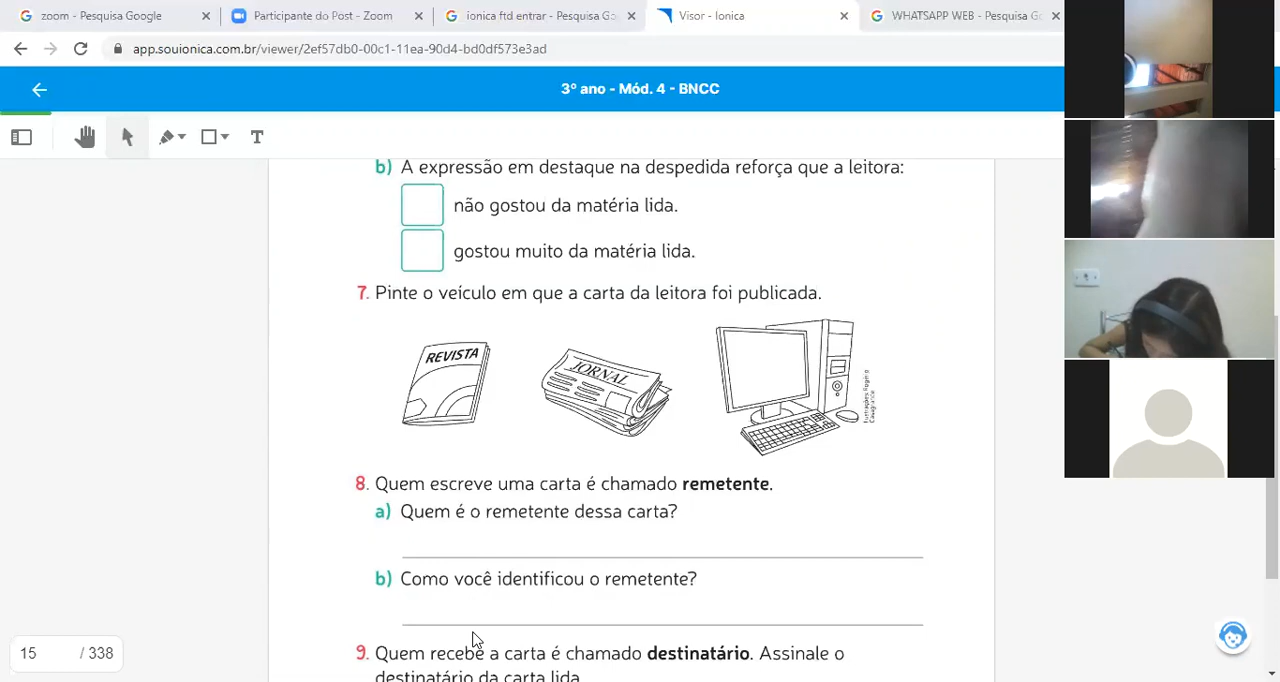 zoom - Pesquisa Google
Participante do Post - Zoom
ionica ftd entrar - Pesquisa Go
Visor - Ionica
WHATSAPP WEB - Pesquisa G
app.souionica.com.br/viewer/2ef57db0-00c1-11ea-90d4-bd0df573e3ad
3º ano - Mód. 4 - BNCC
T
b) A expressão em destaque na despedida reforça que a leitora:
não gostou da matéria lida.
gostou muito da matéria lida.
7. Pinte o veículo em que a carta da leitora foi publicada.
REVISTA
JORNAL
8. Quem escreve uma carta é chamado remetente.
a) Quem é o remetente dessa carta?
b) Como você identificou o remetente?
9. Quem recebe a carta é chamado destinatário. Assinale o
destinatário da carta lida.
15 / 338